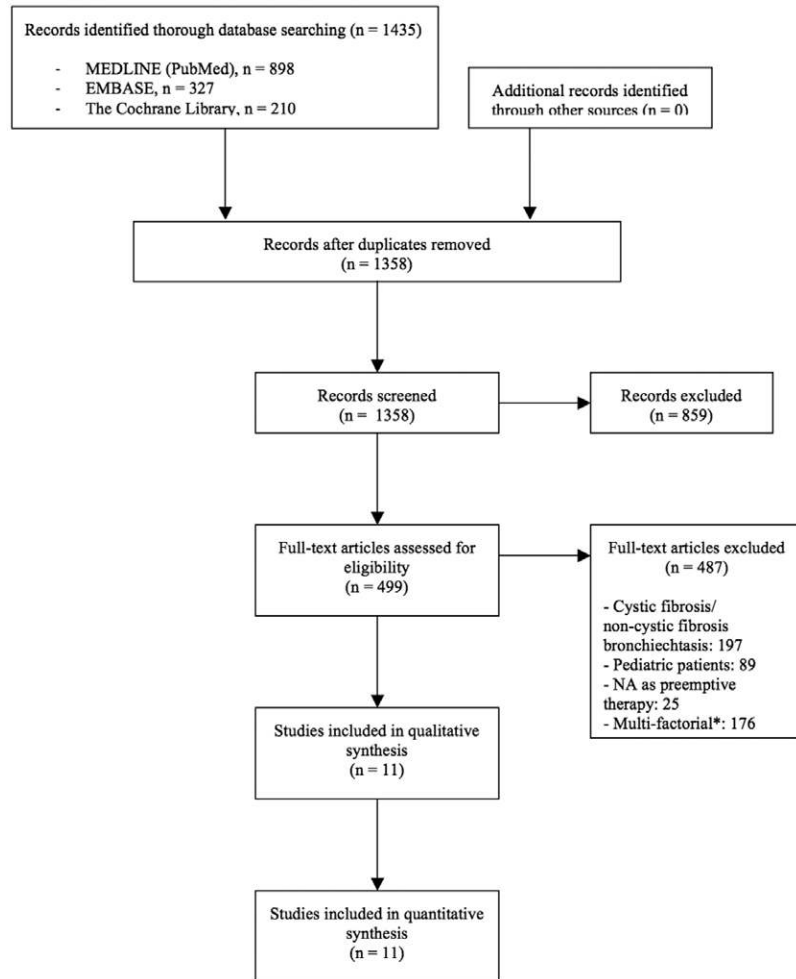 Records identified thorough database searching (n = 1435)
- MEDLINE (PubMed), n = 898
- EMBASE, n = 327
- The Cochrane Library, n = 210
Additional records identified
through other sources (n = 0)
Records after duplicates removed
(n = 1358)
Records screened
(n = 1358)
Records excluded
(n = 859)
Full-text articles assessed for
eligibility
(n = 499)
Full-text articles excluded
(n = 487)
- Cystic fibrosis/
non-cystic fibrosis
bronchiechtasis: 197
- Pediatric patients: 89
- NA as preemptive
therapy: 25
- Multi-factorial*: 176
Studies included in qualitative
synthesis
(n = 11)
Studies included in quantitative
synthesis
(n = 11)